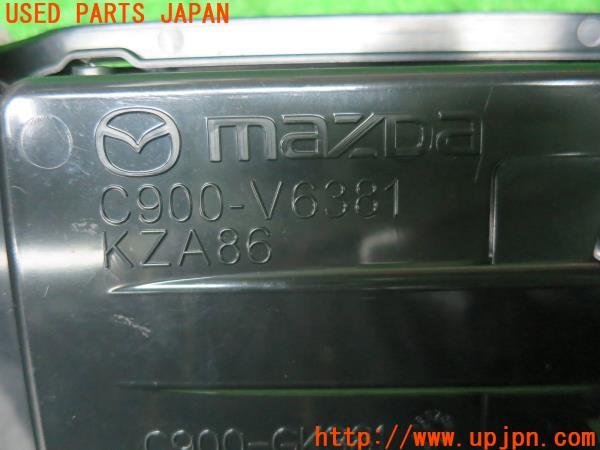 USED PARTS JAPAN
mazda
C900-V6381
KZA86
www.upjpn.com